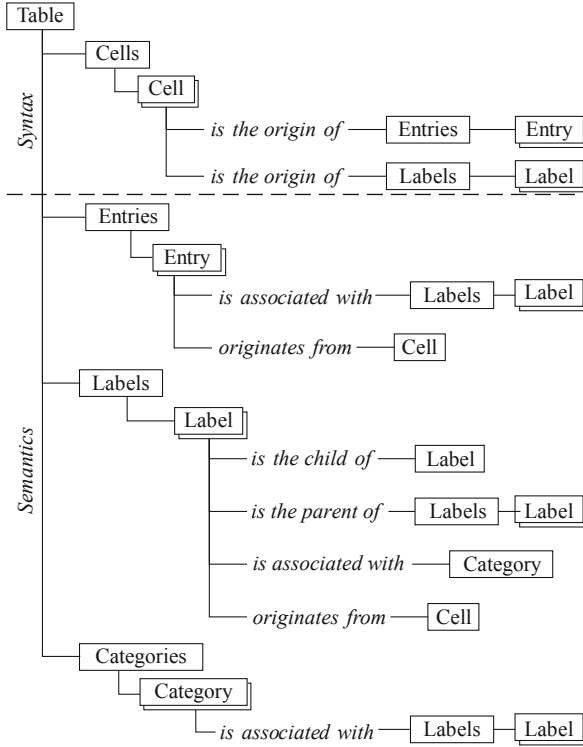 Table
Cells
Cell
is the origin of Entries Entry
is the origin of Labels Label
Syntax
Entries
Entry
is associated with Labels Label
originates from Cell
Labels
Label
is the child of Label
is the parent of Labels Label
is associated with Category
originates from Cell
Semantics
Categories
Category
is associated with Labels Label